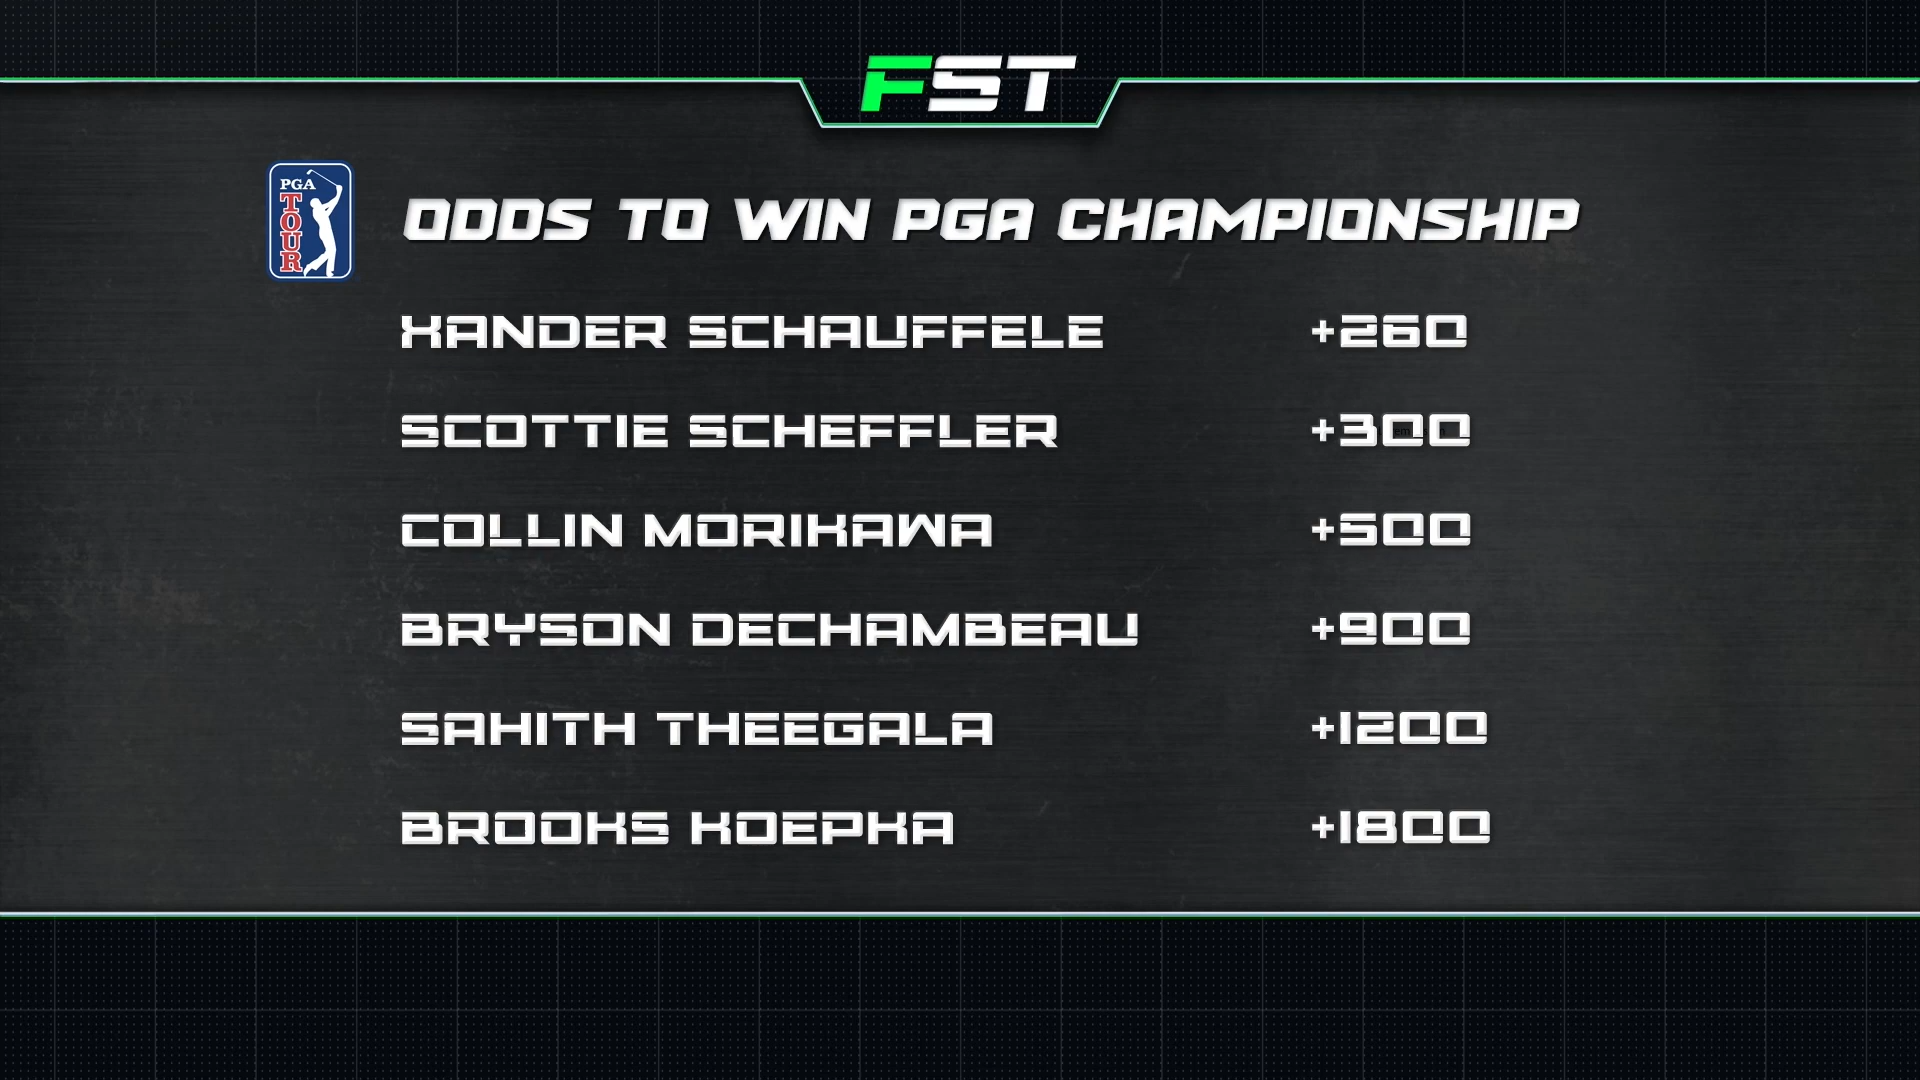 FST
PGA
TOUR
ODDS TO WIN PGA CHAMPIONSHIP
XANDER SCHAUFFELE +260
SCOTTIE SCHEFFLER +300
COLLIN MORIKAWA +500
BRYSON DECHAMBEAU +900
SAHITH THEEGALA +1200
BROOKS KOEPKA +1800